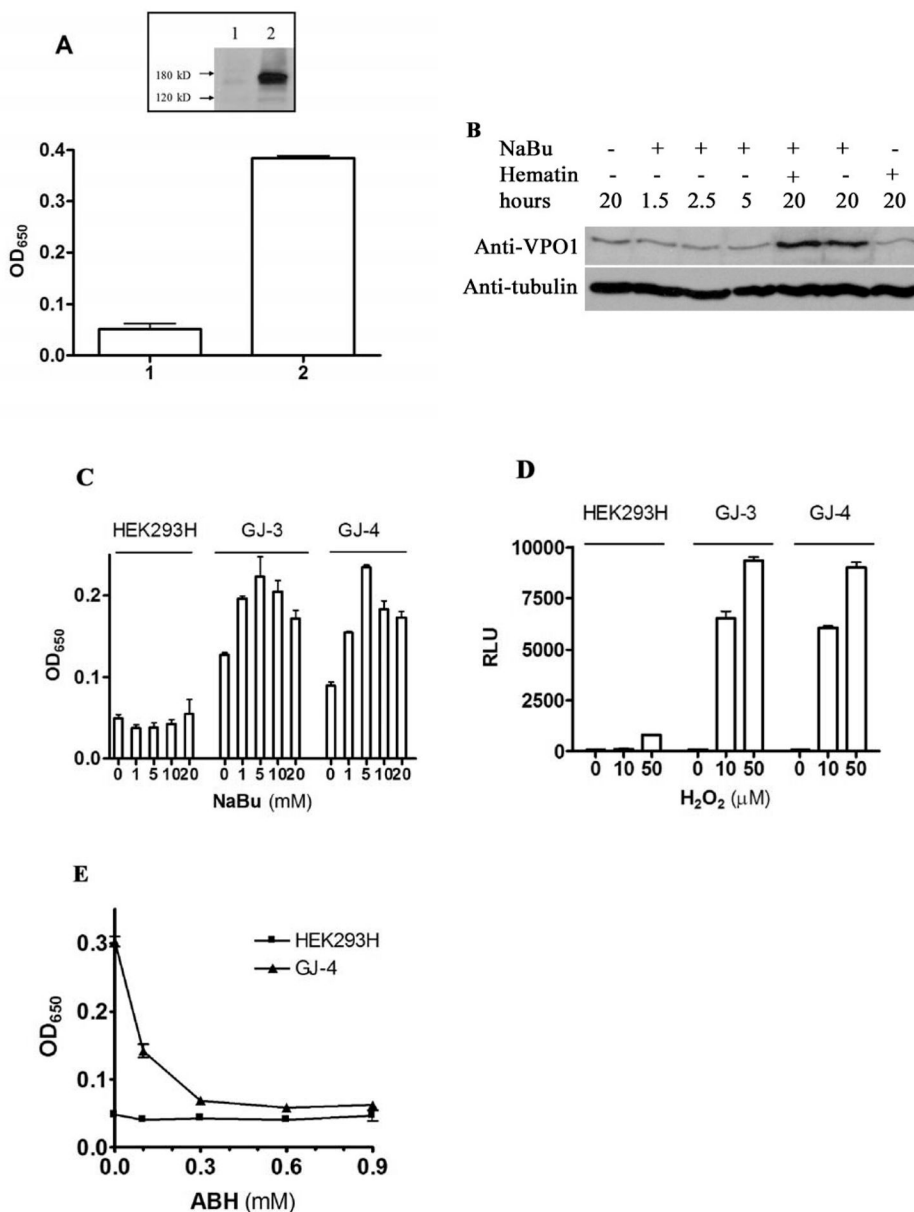 A
1 2
180 kD
120 kD
0.4
0.3
0.2
0.1
0.0
OD650
1 2
B
NaBu - + + + + + -
Hematin - - - - + - +
hours 20 1.5 2.5 5 20 20 20
Anti-VPO1
Anti-tubulin
C
HEK293H GJ-3 GJ-4
0.2
0.1
0.0
OD650
0 1 5 10 20 0 1 5 10 20 0 1 5 10 20
NaBu (mM)
D
HEK293H GJ-3 GJ-4
10000
7500
5000
2500
0
RLU
0 10 50 0 10 50 0 10 50
H2O2 (μM)
E
HEK293H
GJ-4
0.3
0.2
0.1
0.0
OD650
0.0 0.3 0.6 0.9
ABH (mM)